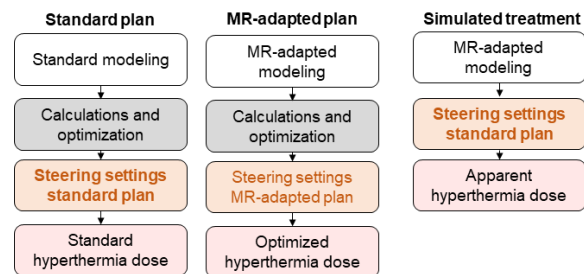 Standard plan
Standard modeling
Calculations and
optimization
Steering settings
standard plan
Standard
hyperthermia dose
MR-adapted plan
MR-adapted
modeling
Calculations and
optimization
Steering settings
MR-adapted plan
Optimized
hyperthermia dose
Simulated treatment
MR-adapted
modeling
Steering settings
standard plan
Apparent
hyperthermia dose